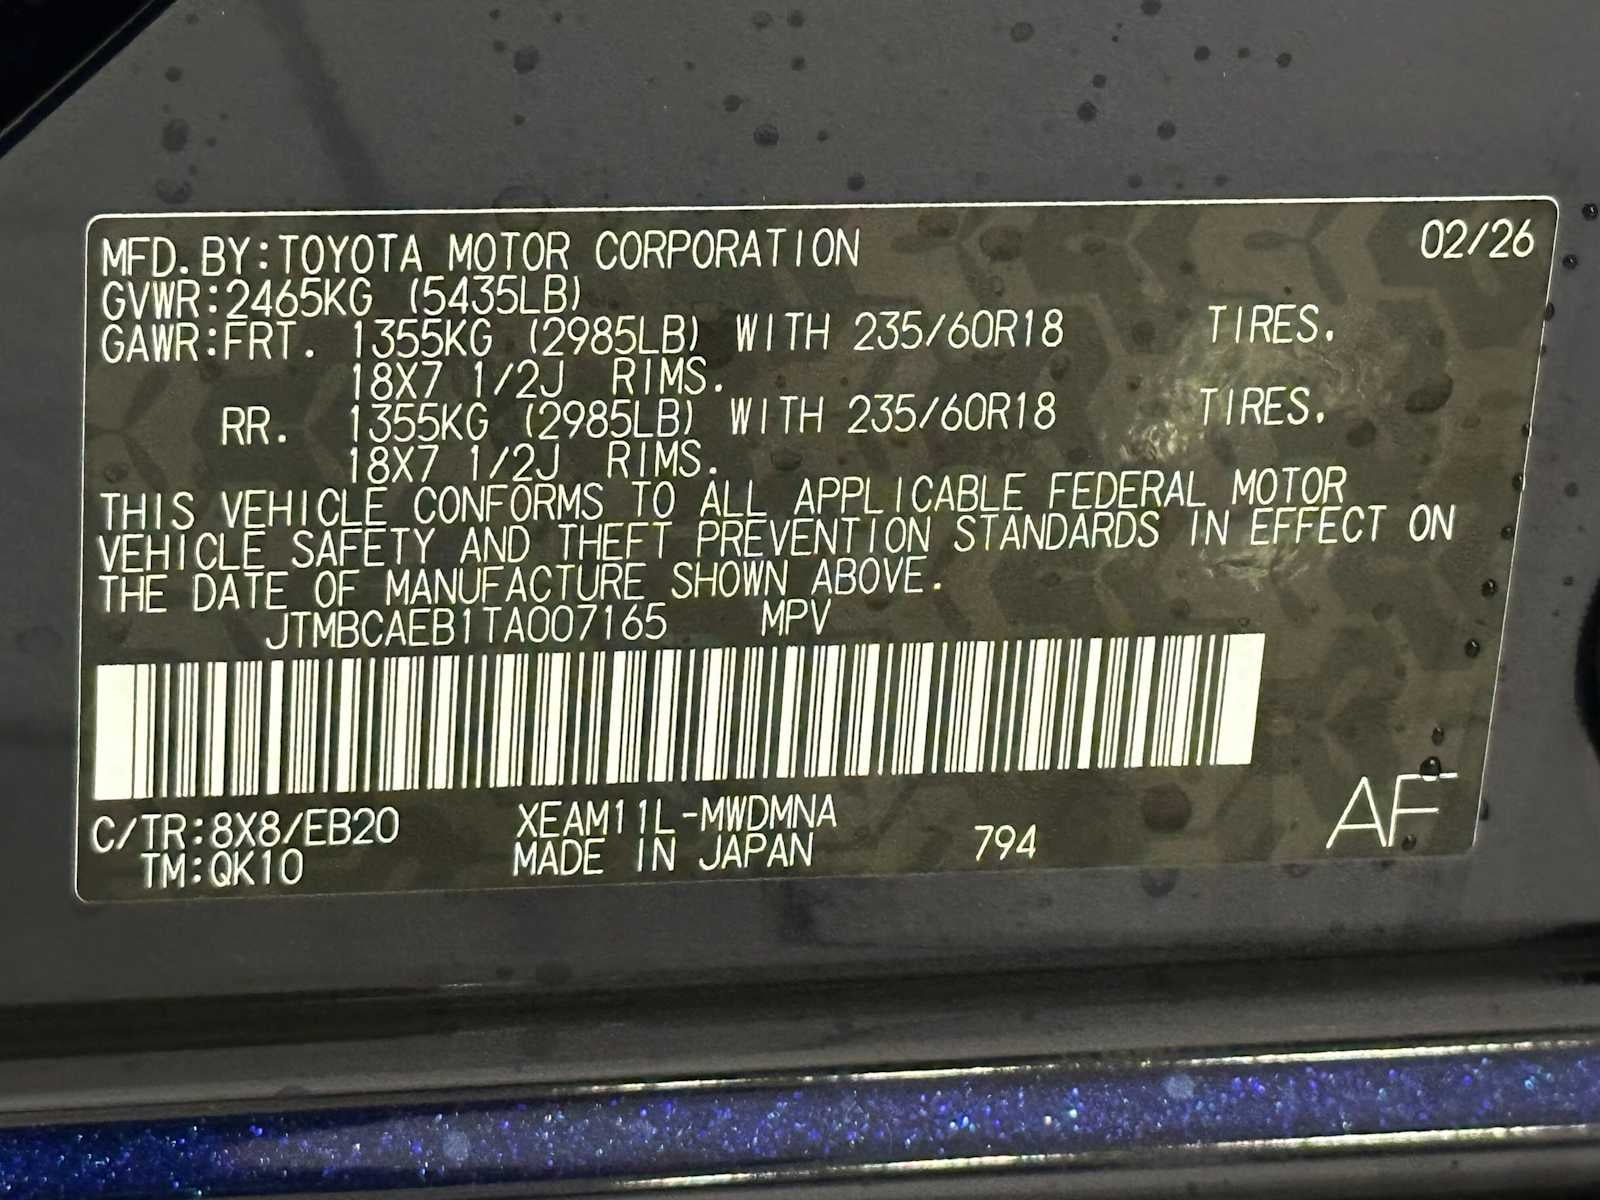 MFD.BY:TOYOTA MOTOR CORPORATION 02/26
GVWR:2465KG (5435LB)
GAWR:FRT. 1355KG (2985LB) WITH 235/60R18 TIRES.
18X7 1/2J RIMS.
RR. 1355KG (2985LB) WITH 235/60R18 TIRES.
18X7 1/2J RIMS.
THIS VEHICLE CONFORMS TO ALL APPLICABLE FEDERAL MOTOR
VEHICLE SAFETY AND THEFT PREVENTION STANDARDS IN EFFECT ON
THE DATE OF MANUFACTURE SHOWN ABOVE.
JTMBCAEB1TA007165 MPV
C/TR:8X8/EB20 XEAM11L-MWDMNA
TM:QK10 MADE IN JAPAN 794 AF